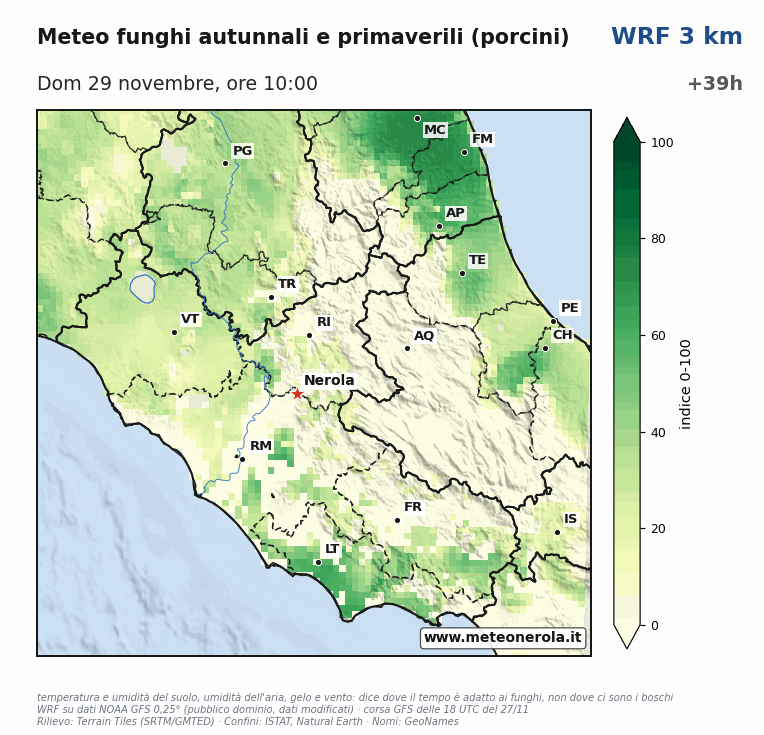 Meteo funghi autunnali e primaverili (porcini)
WRF 3 km
Dom 29 novembre, ore 10:00
+39h
MC
FM
PG
AP
TE
TR
PE
VT
RI
AQ
CH
Nerola
RM
FR
IS
LT
www.meteonerola.it
100
80
60
40
20
0
indice 0-100
temperatura e umidità del suolo, umidità dell'aria, gelo e vento: dice dove il tempo è adatto ai funghi, non dove ci sono i boschi
WRF su dati NOAA GFS 0,25° (pubblico dominio, dati modificati) · corsa GFS delle 18 UTC del 27/11
Rilievo: Terrain Tiles (SRTM/GMTED) · Confini: ISTAT, Natural Earth · Nomi: GeoNames